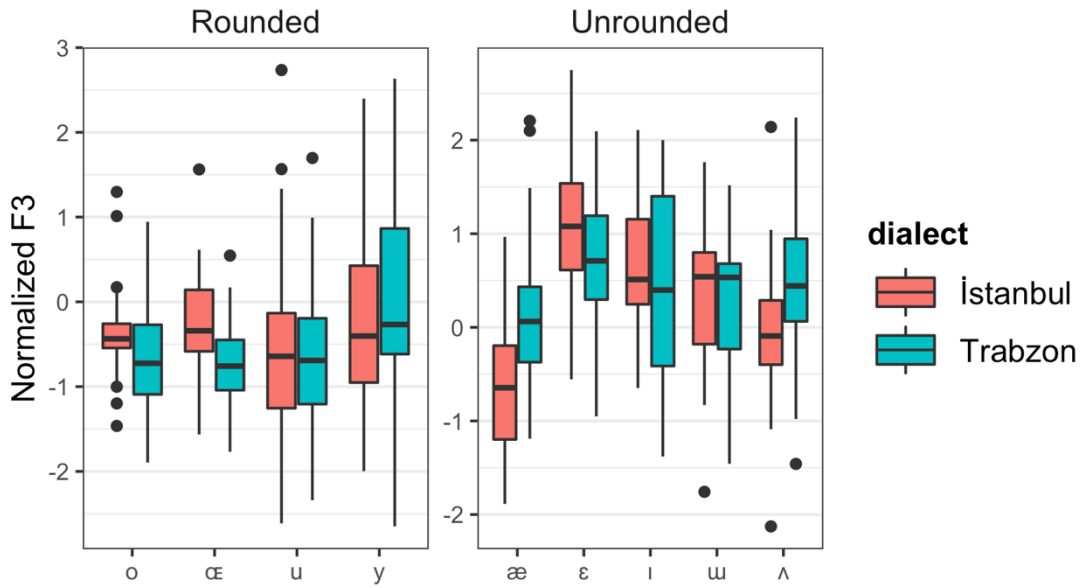 Rounded
Unrounded
Normalized F3
3
2
1
0
-1
-2
2
1
0
-1
-2
o œ u y
æ ɛ ɪ ɯ ʌ
dialect
İstanbul
Trabzon